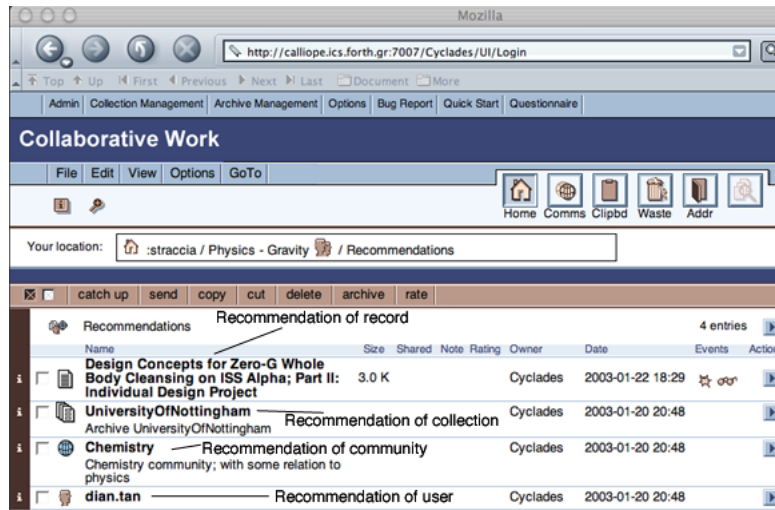 Mozilla
http://calliope.ics.forth.gr:7007/Cyclades/UI/Login
Top Up First Previous Next Last Document More
Admin Collection Management Archive Management Options Bug Report Quick Start Questionnaire
Collaborative Work
File Edit View Options GoTo
Home Comms Clipbd Waste Addr
Your location: :straccia / Physics - Gravity / Recommendations
catch up send copy cut delete archive rate
Recommendations Recommendation of record 4 entries
Name Size Shared Note Rating Owner Date Events Action
Design Concepts for Zero-G Whole
Body Cleansing on ISS Alpha; Part II: 3.0 K Cyclades 2003-01-22 18:29
Individual Design Project
UniversityOfNottingham Recommendation of collection Cyclades 2003-01-20 20:48
Archive UniversityOfNottingham
Chemistry Recommendation of community Cyclades 2003-01-20 20:48
Chemistry community; with some relation to
physics
dian.tan Recommendation of user Cyclades 2003-01-20 20:48